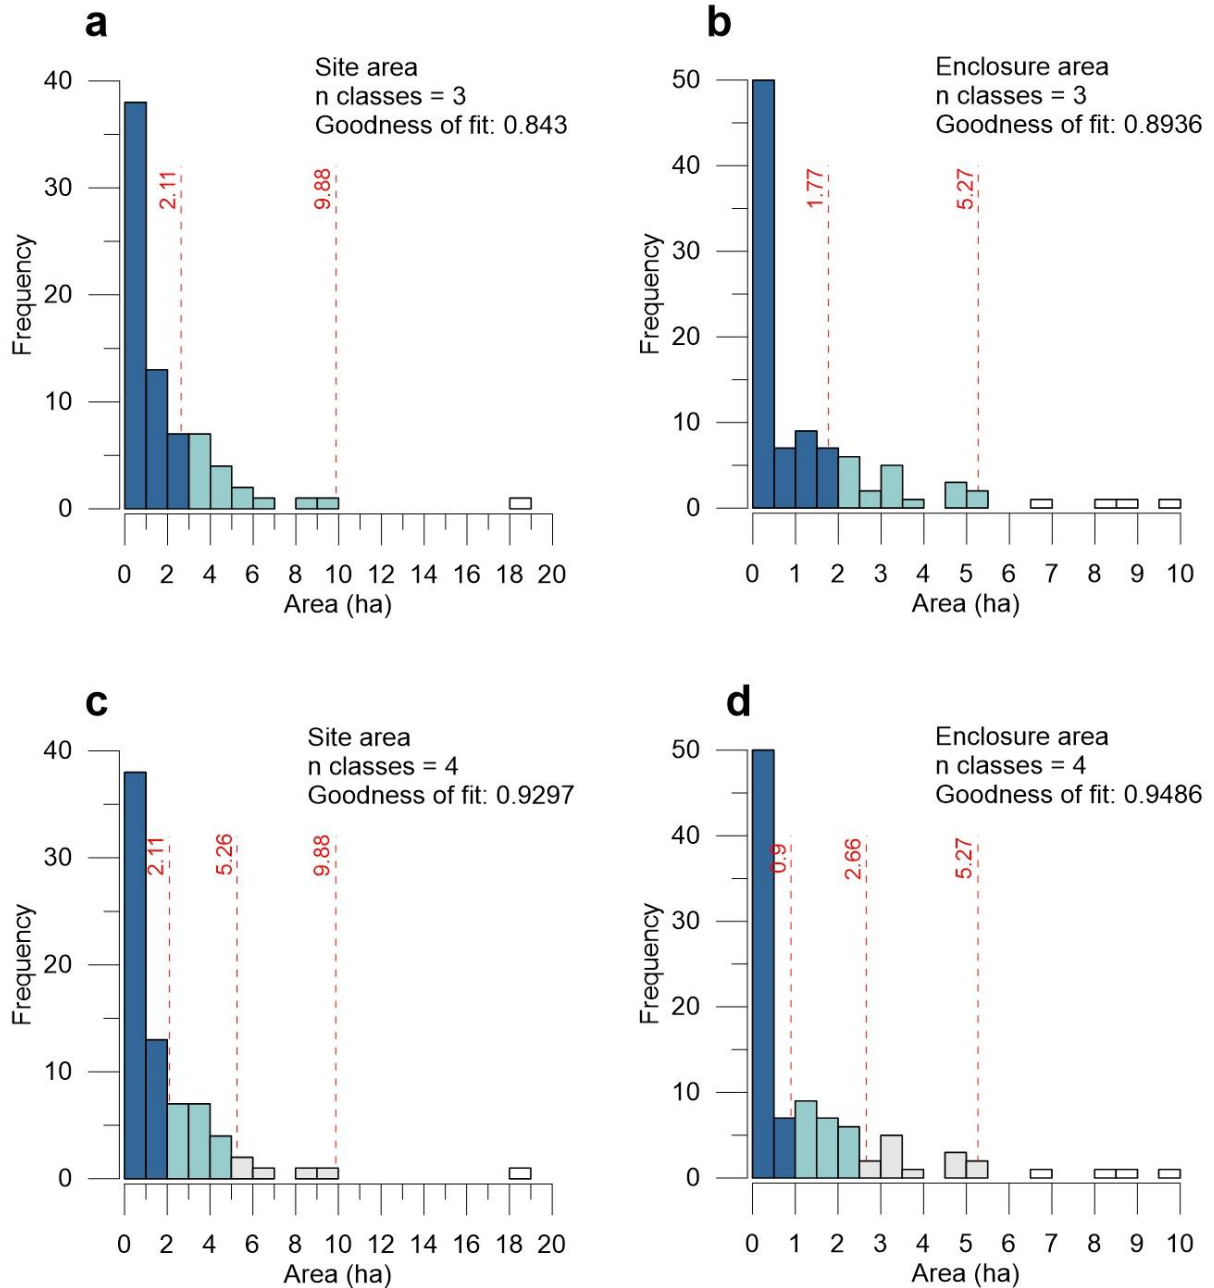 a
Site area
n classes = 3
Goodness of fit: 0.843
40
30
20
10
0
Frequency
2.11
9.88
0 2 4 6 8 10 12 14 16 18 20
Area (ha)
b
Enclosure area
n classes = 3
Goodness of fit: 0.8936
50
40
30
20
10
0
Frequency
1.77
5.27
0 1 2 3 4 5 6 7 8 9 10
Area (ha)
c
Site area
n classes = 4
Goodness of fit: 0.9297
40
30
20
10
0
Frequency
2.11
5.26
9.88
0 2 4 6 8 10 12 14 16 18 20
Area (ha)
d
Enclosure area
n classes = 4
Goodness of fit: 0.9486
50
40
30
20
10
0
Frequency
0.9
2.66
5.27
0 1 2 3 4 5 6 7 8 9 10
Area (ha)